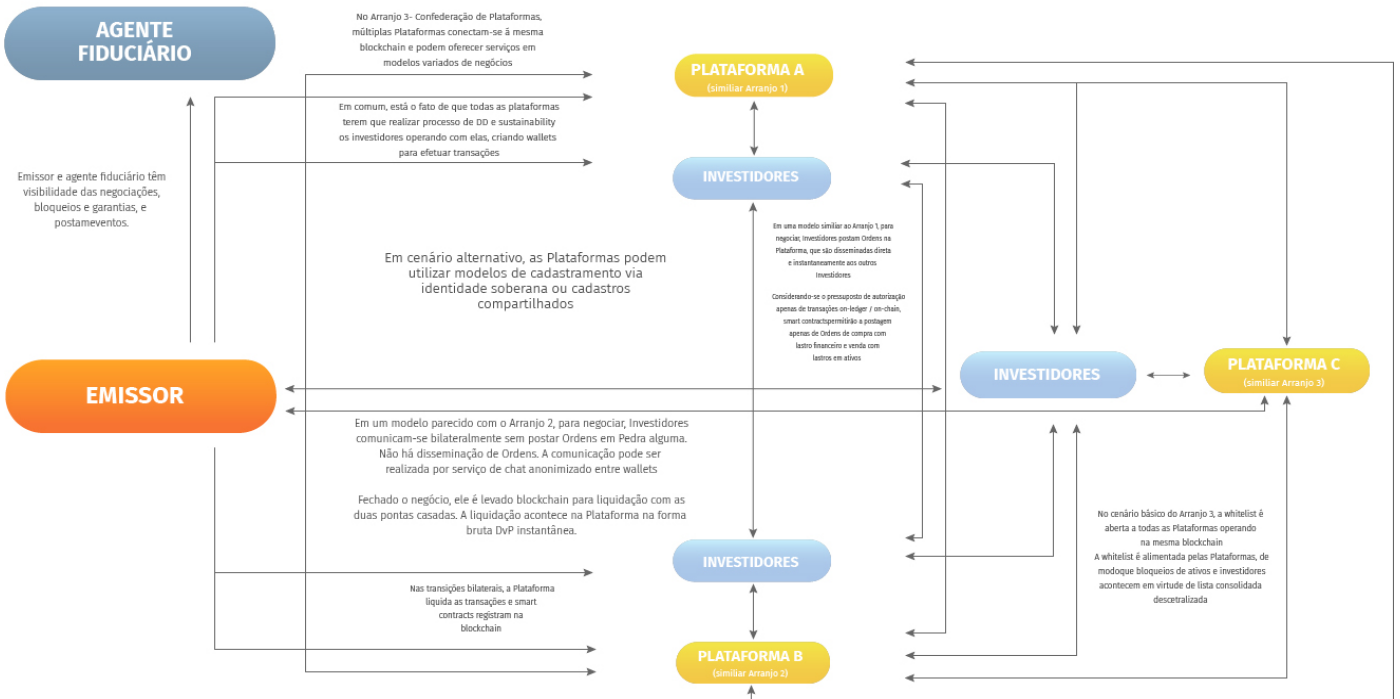 AGENTE
FIDUCIÁRIO
No Arranjo 3- Confederação de Plataformas,
múltiplas Plataformas conectam-se à mesma
blockchain e podem oferecer serviços em
modelos variados de negócios
PLATAFORMA A
(similiar Arranjo 1)
Em comum, está o fato de que todas as plataformas
terem que realizar processo de DD e sustainability
os investidores operando com elas, criando wallets
para efetuar transações
INVESTIDORES
Emissor e agente fiduciário têm
visibilidade das negociações,
bloqueios e garantias, e
postameventos.
Em uma modelo similiar ao Arranjo 1, para
negociar, Investidores postam Ordens na
Plataforma, que são disseminadas direta
e instantaneamente aos outros
Investidores
Em cenário alternativo, as Plataformas podem
utilizar modelos de cadastramento via
identidade soberana ou cadastros
compartilhados
Considerando-se o pressuposto de autorização
apenas de transações on-ledger / on-chain,
smart contractspermitirão a postagem
apenas de Ordens de compra com
lastro financeiro e venda com
lastros em ativos
EMISSOR
INVESTIDORES
PLATAFORMA C
(similiar Arranjo 3)
Em um modelo parecido com o Arranjo 2, para negociar, Investidores
comunicam-se bilateralmente sem postar Ordens em Pedra alguma.
Não há disseminação de Ordens. A comunicação pode ser
realizada por serviço de chat anonimizado entre wallets
Fechado o negócio, ele é levado blockchain para liquidação com as
duas pontas casadas. A liquidação acontece na Plataforma na forma
bruta DvP instantânea.
No cenário básico do Arranjo 3, a whitelist é
aberta a todas as Plataformas operando
na mesma blockchain
A whitelist é alimentada pelas Plataformas, de
modoque bloqueios de ativos e investidores
acontecem em virtude de lista consolidada
descetralizada
INVESTIDORES
Nas transições bilaterais, a Plataforma
liquida as transações e smart
contracts registram na
blockchain
PLATAFORMA B
(similiar Arranjo 2)